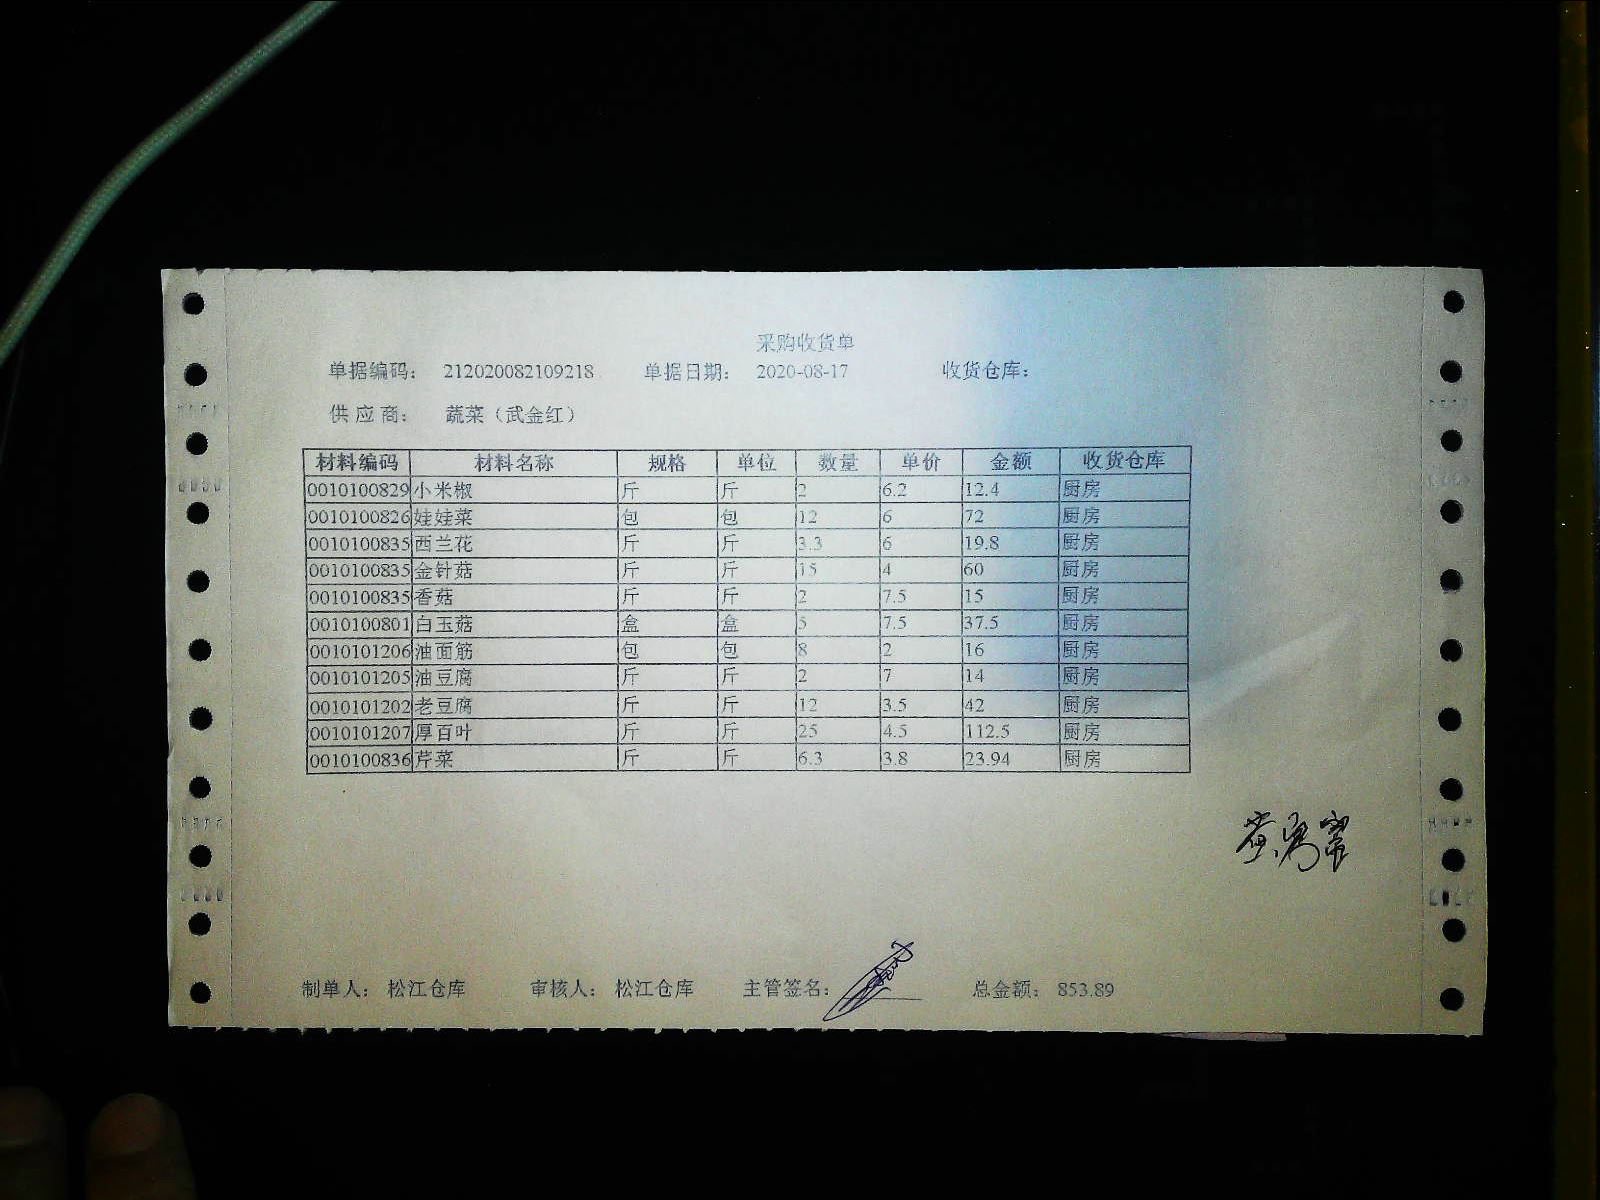 采购收货单
单据编码： 212020082109218 单据日期： 2020-08-17 收货仓库：
供 应 商： 蔬菜（武金红）
材料编码 材料名称 规格 单位 数量 单价 金额 收货仓库
0010100829 小米椒 斤 斤 2 6.2 12.4 厨房
0010100826 娃娃菜 包 包 12 6 72 厨房
0010100835 西兰花 斤 斤 3.3 6 19.8 厨房
0010100835 金针菇 斤 斤 15 4 60 厨房
0010100835 香菇 斤 斤 2 7.5 15 厨房
0010100801 白玉菇 盒 盒 5 7.5 37.5 厨房
0010101206 油面筋 包 包 8 2 16 厨房
0010101205 油豆腐 斤 斤 2 7 14 厨房
0010101202 老豆腐 斤 斤 12 3.5 42 厨房
0010101207 厚百叶 斤 斤 25 4.5 112.5 厨房
0010100836 芹菜 斤 斤 6.3 3.8 23.94 厨房
制单人： 松江仓库 审核人： 松江仓库 主管签名： 总金额： 853.89